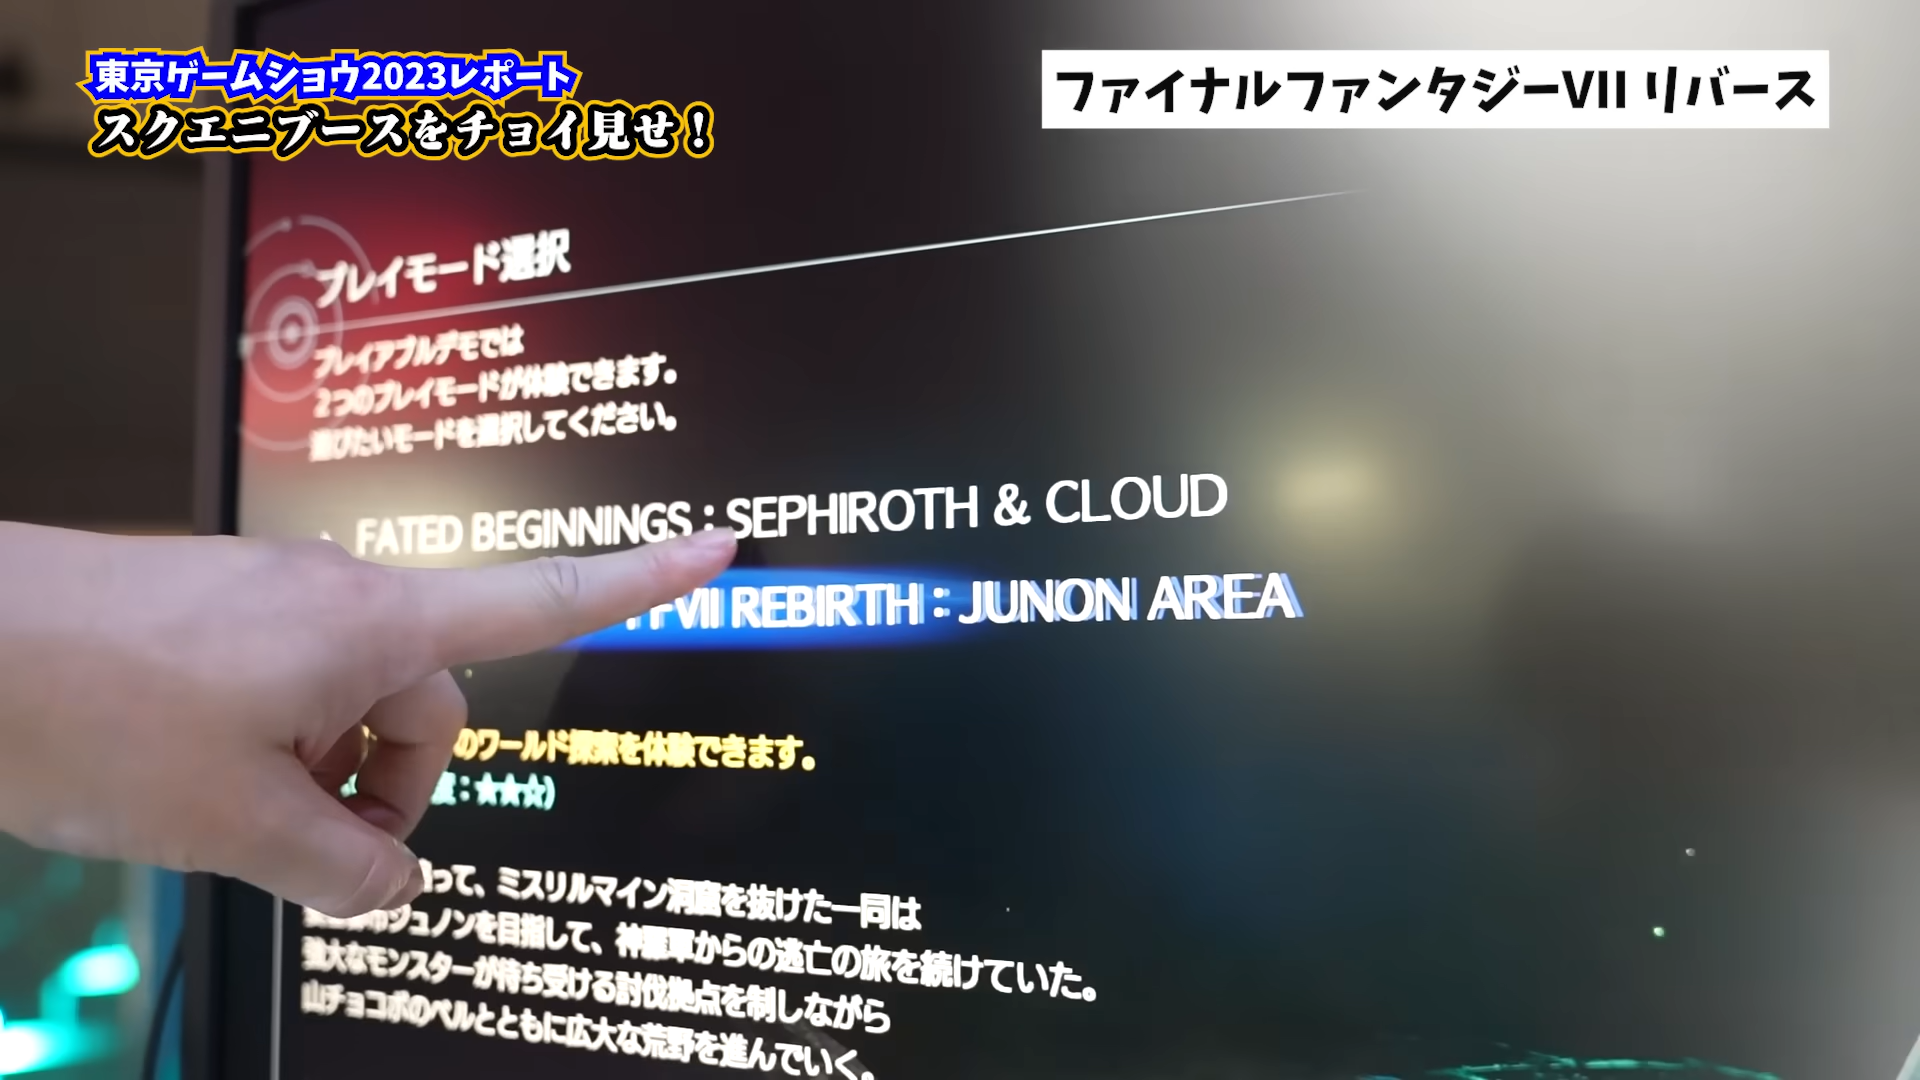 東京ゲームショウ2023レポート
スクエニブースをチョイ見せ！
ファイナルファンタジーVII リバース
プレイモード選択
プレイアブルデモでは
2つのプレイモードが体験できます。
遊びたいモードを選択してください。
FATED BEGINNINGS : SEPHIROTH & CLOUD
FFVII REBIRTH : JUNON AREA
のワールド探索を体験できます。
度：★★☆)
って、ミスリルマイン洞窟を抜けた一同は
ジュノンを目指して、神羅軍からの逃亡の旅を続けていた。
強大なモンスターが待ち受ける討伐拠点を制しながら
山チョコボのペルとともに広大な荒野を進んでいく。